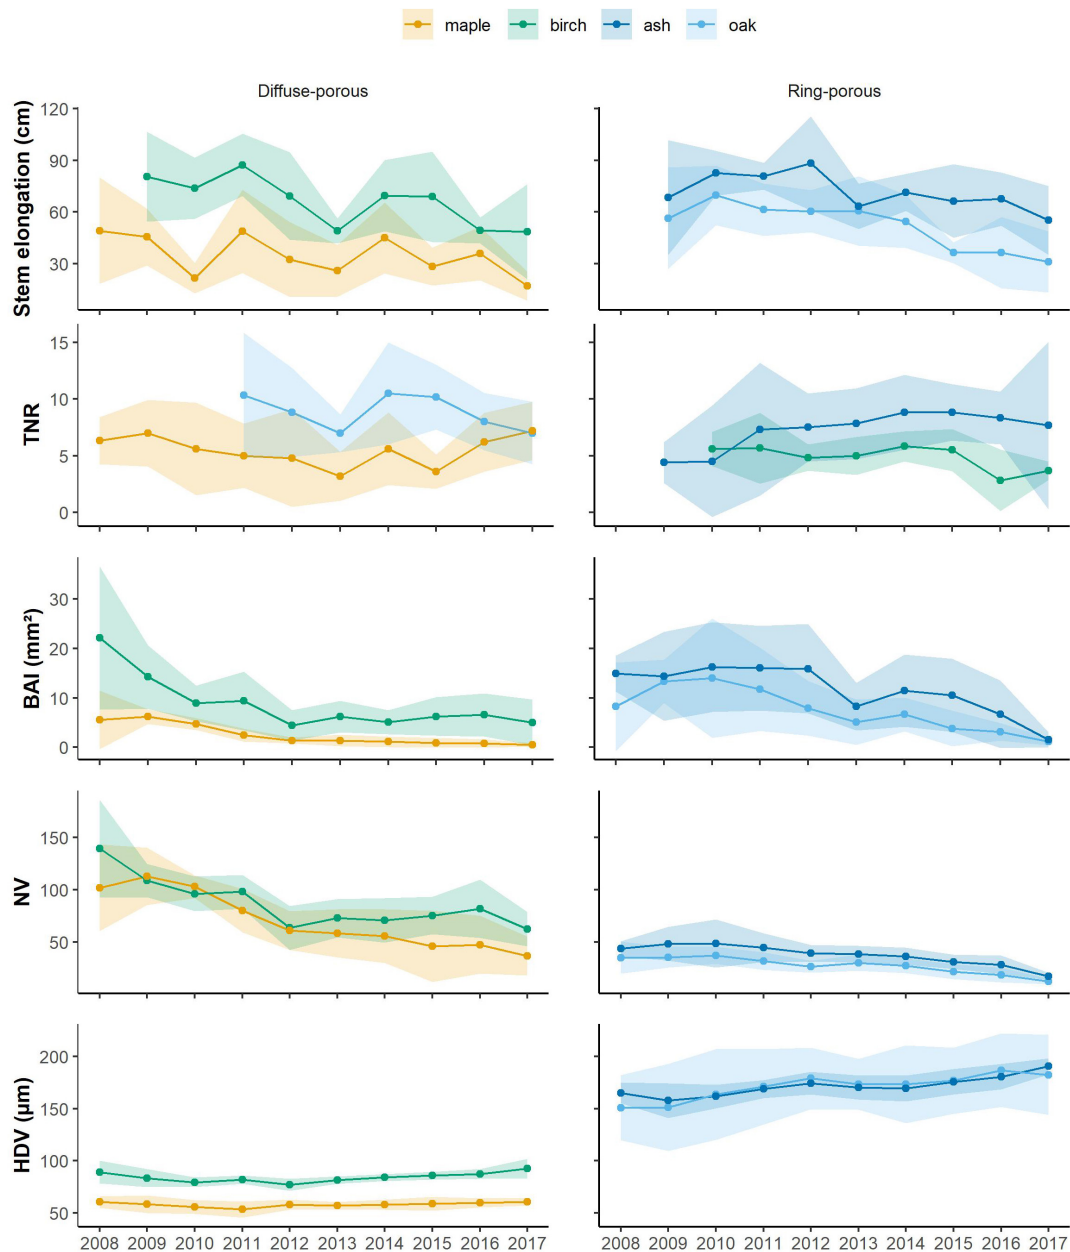 maple birch ash oak
Diffuse-porous Ring-porous
Stem elongation (cm)
120
90
60
30
TNR
15
10
5
0
BAI (mm²)
30
20
10
0
NV
150
100
50
HDV (µm)
200
150
100
50
2008 2009 2010 2011 2012 2013 2014 2015 2016 2017 2008 2009 2010 2011 2012 2013 2014 2015 2016 2017